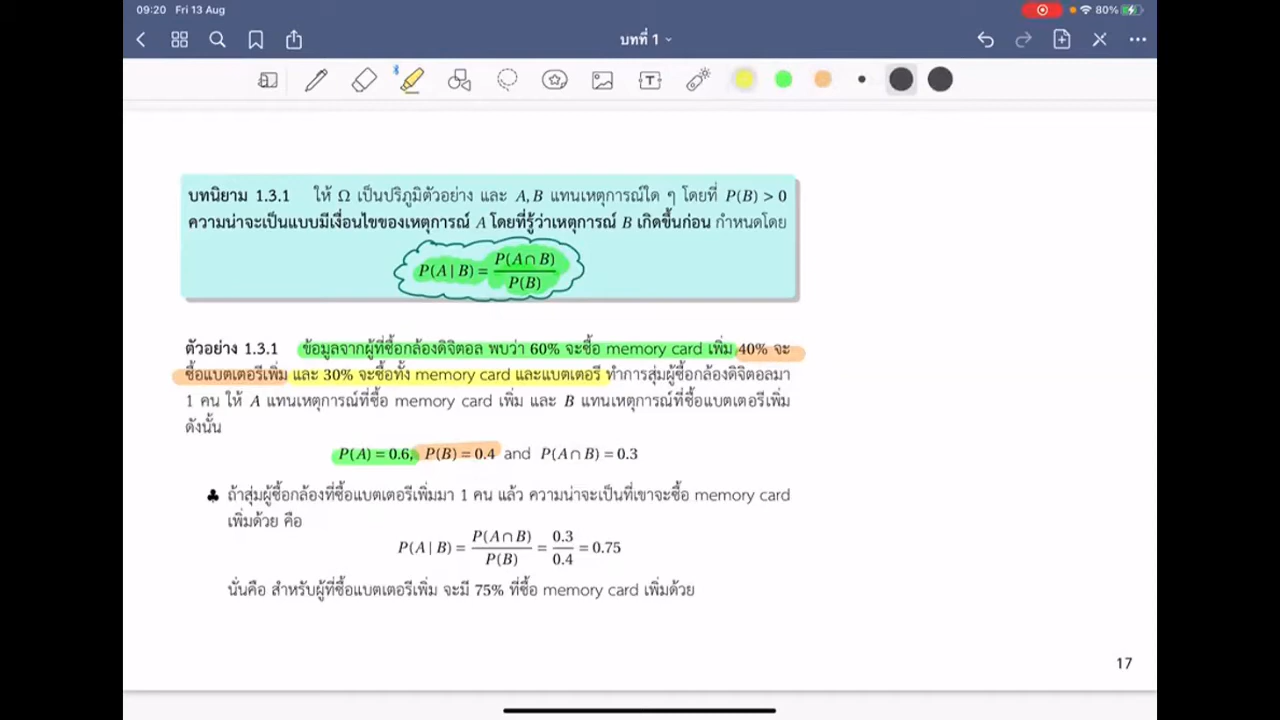 09:20 Fri 13 Aug
80%
บทที่ 1
บทนิยาม 1.3.1 ให้ Ω เป็นปริภูมิตัวอย่าง และ A, B แทนเหตุการณ์ใด ๆ โดยที่ P(B) > 0
ความน่าจะเป็นแบบมีเงื่อนไขของเหตุการณ์ A โดยที่รู้ว่าเหตุการณ์ B เกิดขึ้นก่อน กำหนดโดย
P(A | B) = P(A∩B) / P(B)
ตัวอย่าง 1.3.1 ข้อมูลจากผู้ที่ซื้อกล้องดิจิตอล พบว่า 60% จะซื้อ memory card เพิ่ม 40% จะ
ซื้อแบตเตอรี่เพิ่ม และ 30% จะซื้อทั้ง memory card และแบตเตอรี่ ทำการสุ่มผู้ซื้อกล้องดิจิตอลมา
1 คน ให้ A แทนเหตุการณ์ที่ซื้อ memory card เพิ่ม และ B แทนเหตุการณ์ที่ซื้อแบตเตอรี่เพิ่ม
ดังนั้น
P(A) = 0.6, P(B) = 0.4 and P(A∩B) = 0.3
♣ ถ้าสุ่มผู้ซื้อกล้องที่ซื้อแบตเตอรี่เพิ่มมา 1 คน แล้ว ความน่าจะเป็นที่เขาจะซื้อ memory card
เพิ่มด้วย คือ
P(A | B) = P(A∩B) / P(B) = 0.3 / 0.4 = 0.75
นั่นคือ สำหรับผู้ที่ซื้อแบตเตอรี่เพิ่ม จะมี 75% ที่ซื้อ memory card เพิ่มด้วย
17